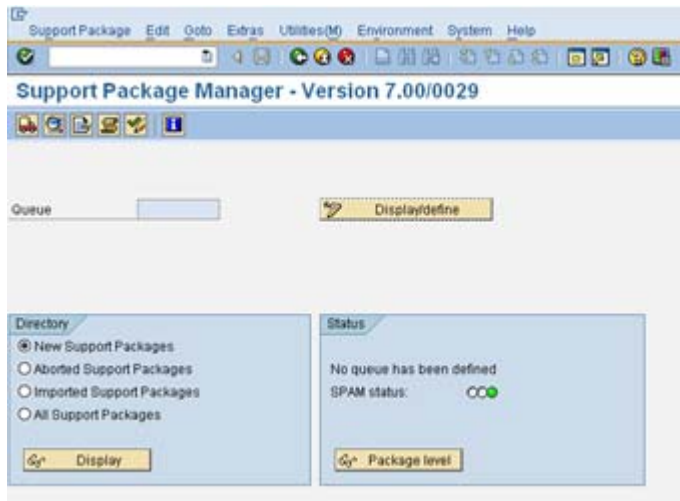 Support Package Edit Goto Extras Utilities(M) Environment System Help
Support Package Manager - Version 7.00/0029
Queue
Display/define
Directory
New Support Packages
Aborted Support Packages
Imported Support Packages
All Support Packages
Display
Status
No queue has been defined
SPAM status:
Package level